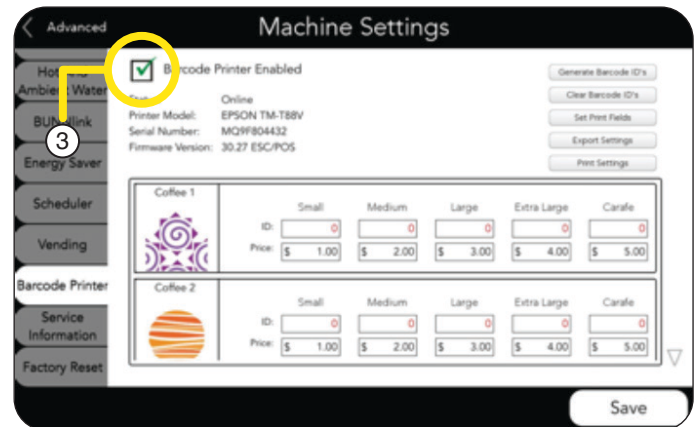 Advanced
Machine Settings
Hot and
Ambient Water
BUNNlink
Energy Saver
Scheduler
Vending
Barcode Printer
Service
Information
Factory Reset
3
Barcode Printer Enabled
Online
Printer Model: EPSON TM-T88V
Serial Number: MQ9F804432
Firmware Version: 30.27 ESC/POS
Generate Barcode ID's
Clear Barcode ID's
Set Print Fields
Export Settings
Print Settings
Coffee 1
Small Medium Large Extra Large Carafe
ID: 0 0 0 0 0
Price: $ 1.00 $ 2.00 $ 3.00 $ 4.00 $ 5.00
Coffee 2
Small Medium Large Extra Large Carafe
ID: 0 0 0 0 0
Price: $ 1.00 $ 2.00 $ 3.00 $ 4.00 $ 5.00
Save